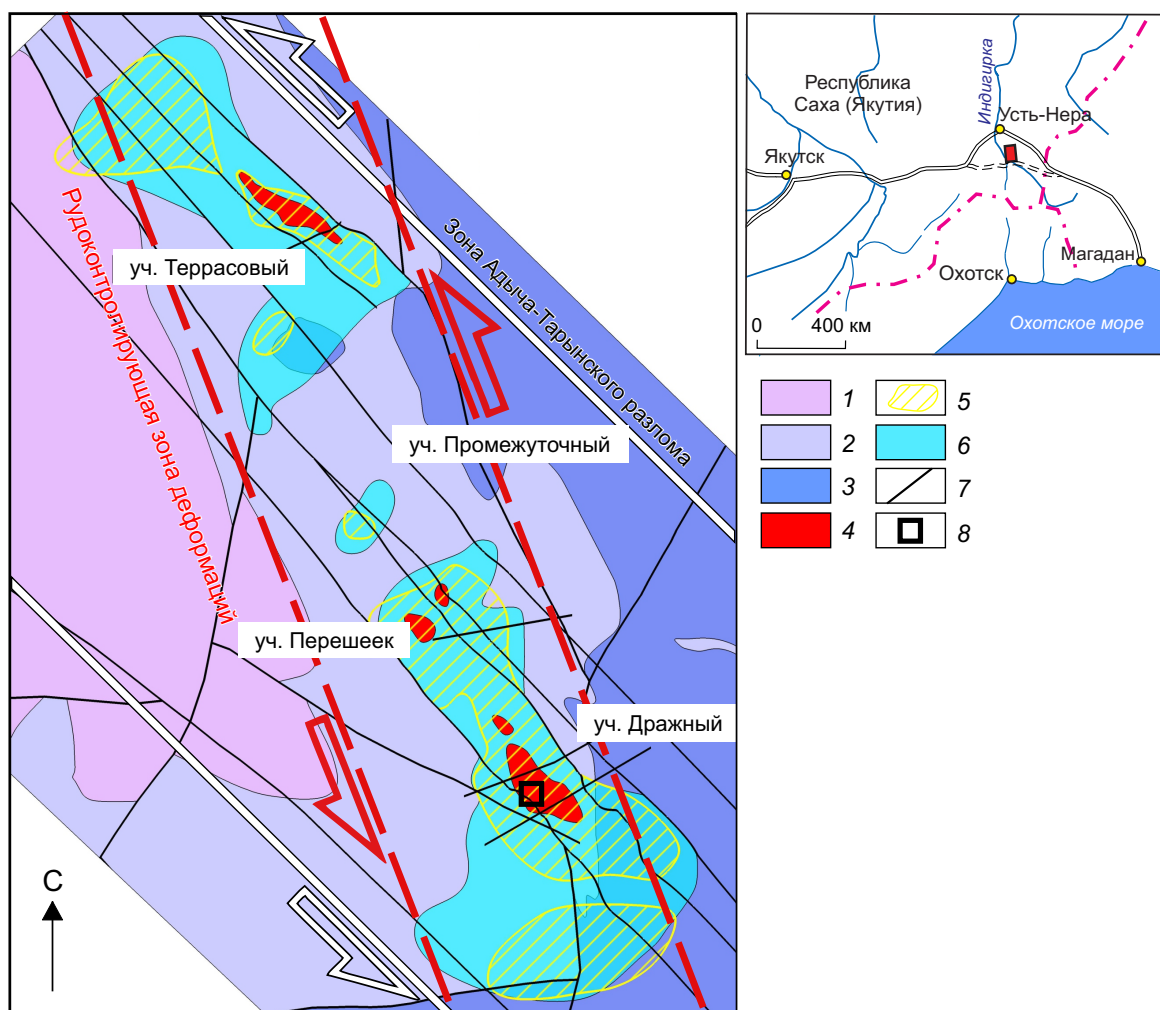 уч. Террасовый
Зона Адыча-Тарынского разлома
Рудоконтролирующая зона деформаций
уч. Промежуточный
уч. Перешеек
уч. Дражный
С
Республика
Саха (Якутия)
Индигирка
Усть-Нера
Якутск
Магадан
Охотск
0 400 км
Охотское море
1
2
3
4
5
6
7
8